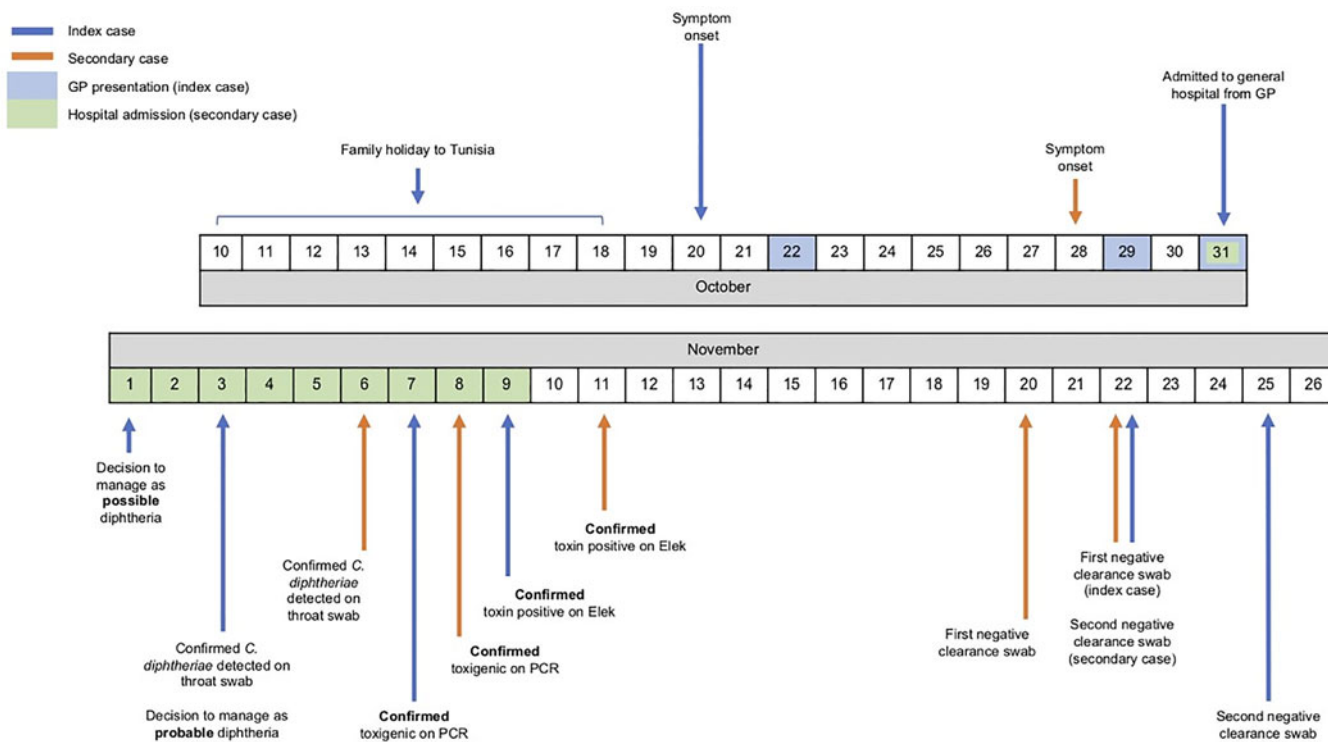 Index case
Secondary case
GP presentation (index case)
Hospital admission (secondary case)
Symptom
onset
Admitted to general
hospital from GP
Family holiday to Tunisia
Symptom
onset
10 11 12 13 14 15 16 17 18 19 20 21 22 23 24 25 26 27 28 29 30 31
October
November
1 2 3 4 5 6 7 8 9 10 11 12 13 14 15 16 17 18 19 20 21 22 23 24 25 26
Decision to
manage as
possible
diphtheria
Confirmed C.
diphtheriae detected on
throat swab
Decision to manage as
probable diphtheria
Confirmed C.
diphtheriae
detected on
throat swab
Confirmed
toxigenic on PCR
Confirmed
toxigenic on PCR
Confirmed
toxin positive on Elek
Confirmed
toxin positive on Elek
First negative
clearance swab
First negative
clearance swab
(index case)
Second negative
clearance swab
(secondary case)
Second negative
clearance swab